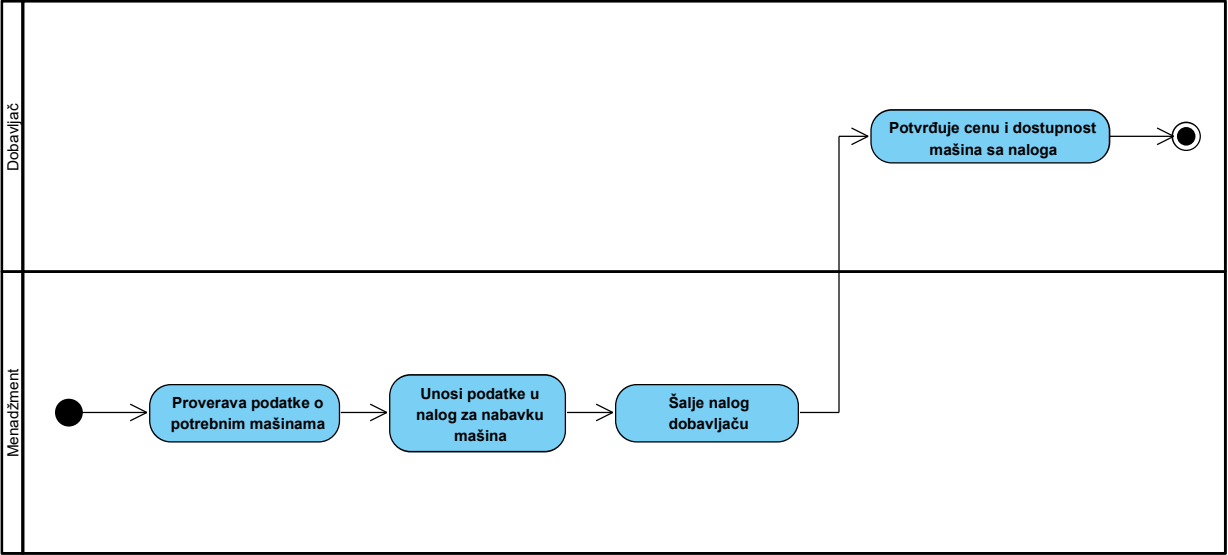 Dobavljač
Potvrđuje cenu i dostupnost
mašina sa naloga
Menadžment
Proverava podatke o
potrebnim mašinama
Unosi podatke u
nalog za nabavku
mašina
Šalje nalog
dobavljaču